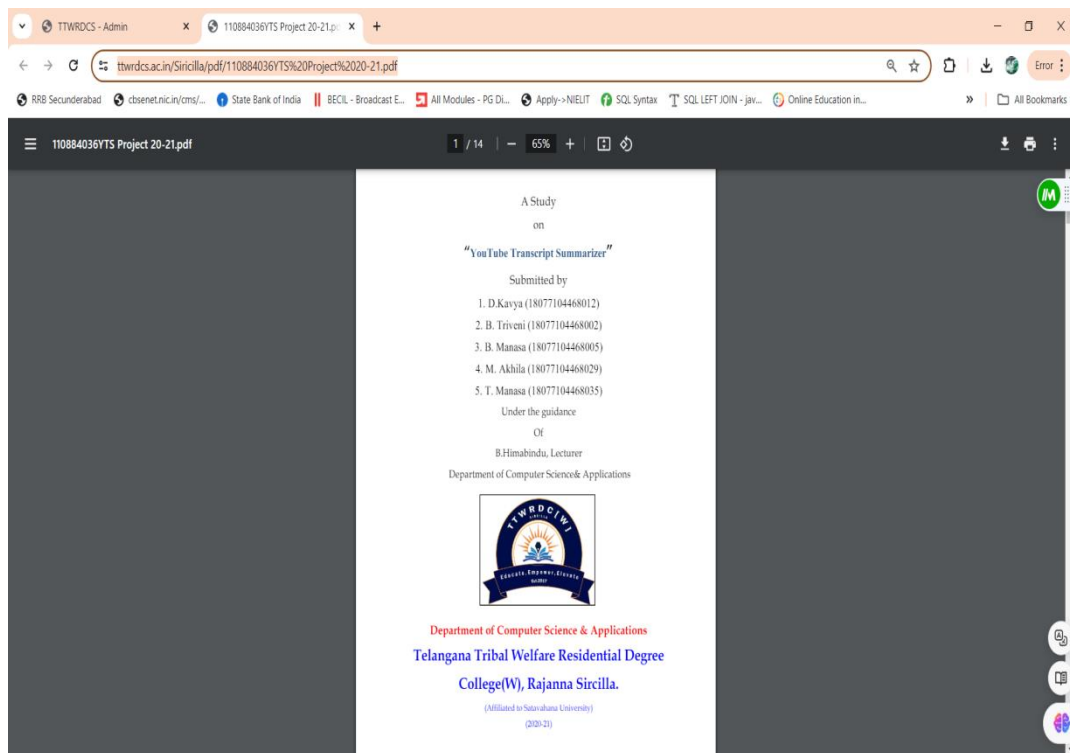 TTWRDCS - Admin
110884036YTS Project 20-21.p
ttwrdcs.ac.in/Siricilla/pdf/110884036YTS%20Project%2020-21.pdf
Error
RRB Secunderabad cbsenet.nic.in/cms/... State Bank of India BECIL - Broadcast E... All Modules - PG Di... Apply->NIELIT SQL Syntax SQL LEFT JOIN - jav... Online Education in... » All Bookmarks
110884036YTS Project 20-21.pdf 1 / 14 65%
A Study
on
“YouTube Transcript Summarizer”
Submitted by
1. D.Kavya (18077104468012)
2. B. Triveni (18077104468002)
3. B. Manasa (18077104468005)
4. M. Akhila (18077104468029)
5. T. Manasa (18077104468035)
Under the guidance
Of
B.Himabindu, Lecturer
Department of Computer Science& Applications
TTWRDC(W)
SIRCILLA
Educate, Empower, Elevate
Department of Computer Science & Applications
Telangana Tribal Welfare Residential Degree
College(W), Rajanna Sircilla.
(Affiliated to Satavahana University)
(2020-21)